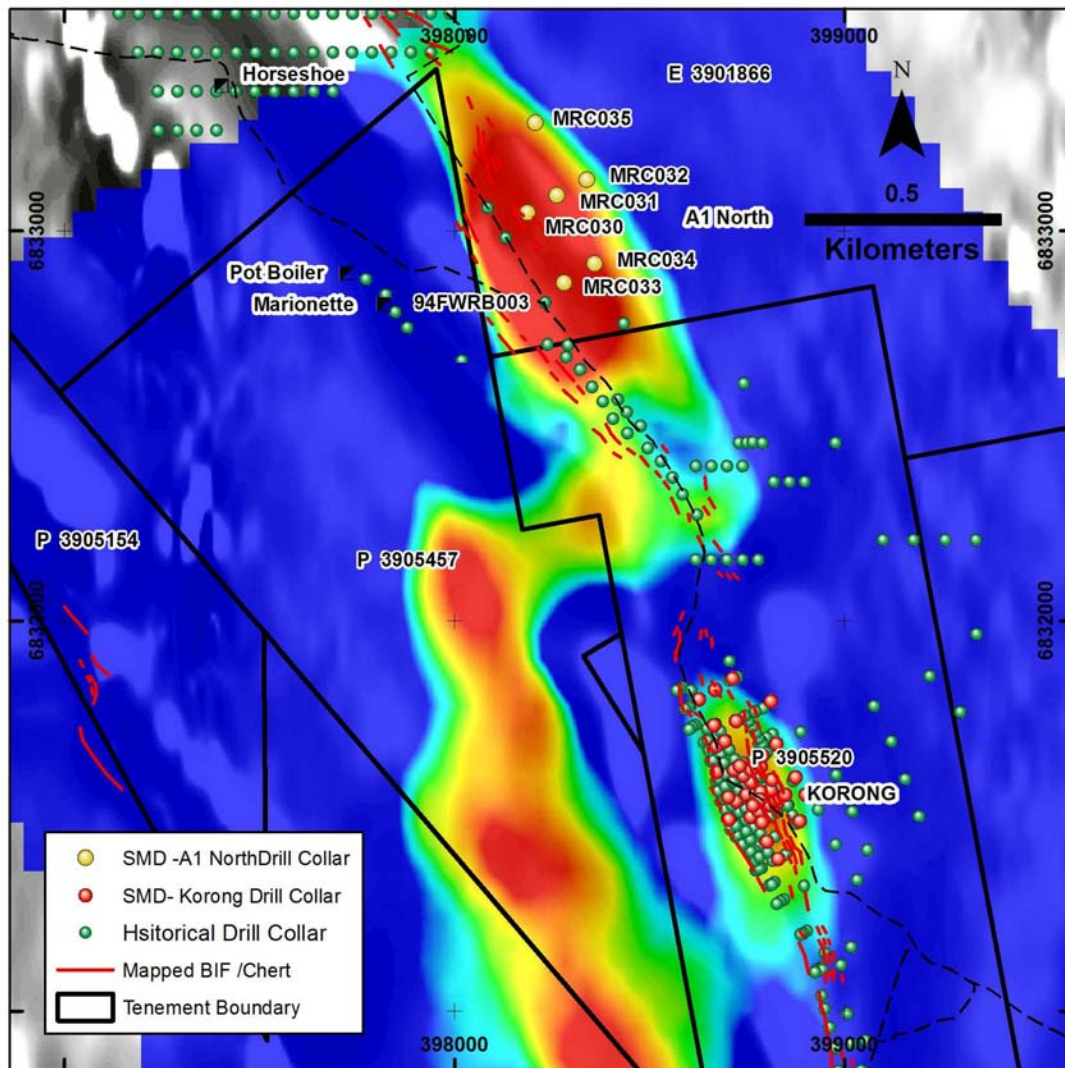 398000
399000
Horseshoe
E 3901866
N
MRC035
MRC032
MRC031
A1 North
0.5
MRC030
Kilometers
6833000
6833000
MRC034
Pot Boiler
MRC033
Marionette
94FWRB003
P 3905154
P 3905457
6832000
6832000
P 3905520
KORONG
SMD -A1 NorthDrill Collar
SMD- Korong Drill Collar
Hsitorical Drill Collar
Mapped BIF /Chert
Tenement Boundary
398000
399000